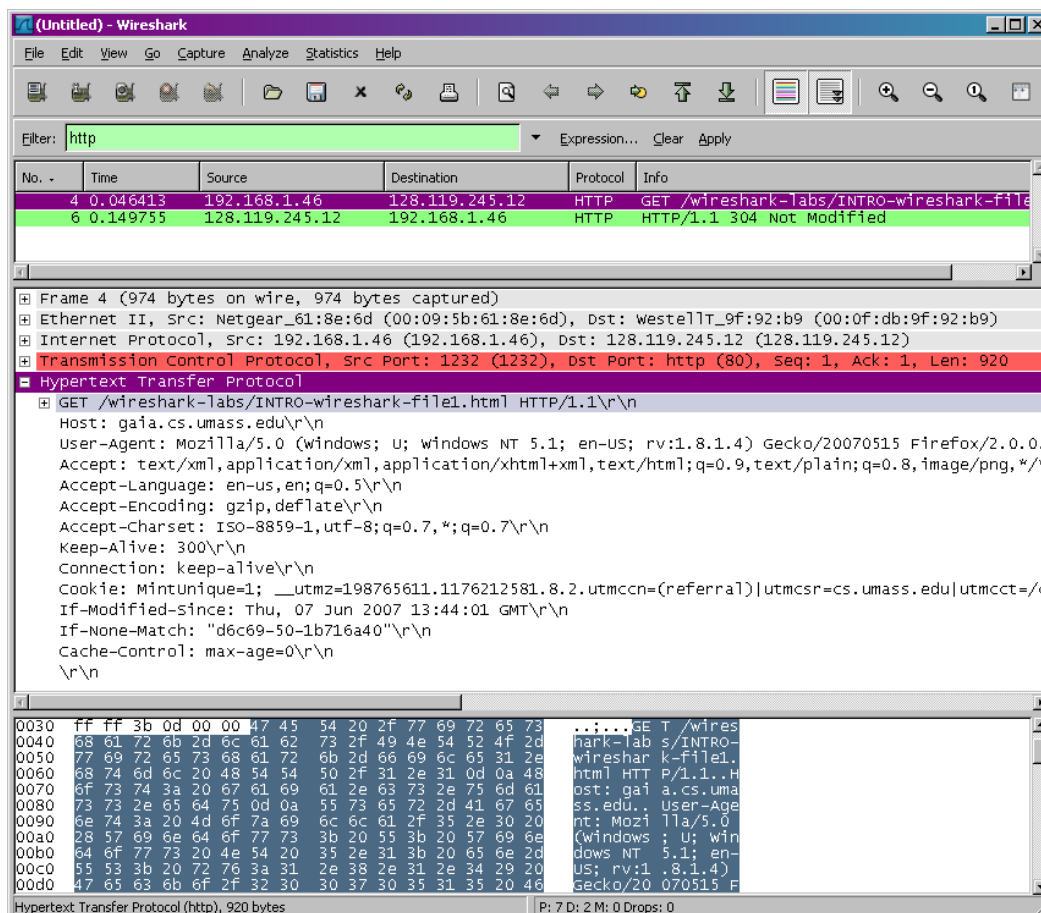 (Untitled) - Wireshark
File Edit View Go Capture Analyze Statistics Help
Filter: http Expression... Clear Apply
No. - Time Source Destination Protocol Info
4 0.046413 192.168.1.46 128.119.245.12 HTTP GET /wireshark-labs/INTRO-wireshark-file
6 0.149755 128.119.245.12 192.168.1.46 HTTP HTTP/1.1 304 Not Modified
Frame 4 (974 bytes on wire, 974 bytes captured)
Ethernet II, Src: Netgear_61:8e:6d (00:09:5b:61:8e:6d), Dst: WestellT_9f:92:b9 (00:0f:db:9f:92:b9)
Internet Protocol, Src: 192.168.1.46 (192.168.1.46), Dst: 128.119.245.12 (128.119.245.12)
Transmission Control Protocol, Src Port: 1232 (1232), Dst Port: http (80), Seq: 1, Ack: 1, Len: 920
Hypertext Transfer Protocol
GET /wireshark-labs/INTRO-wireshark-file1.html HTTP/1.1\r\n
Host: gaia.cs.umass.edu\r\n
User-Agent: Mozilla/5.0 (Windows; U; Windows NT 5.1; en-US; rv:1.8.1.4) Gecko/20070515 Firefox/2.0.0.
Accept: text/xml,application/xml,application/xhtml+xml,text/html;q=0.9,text/plain;q=0.8,image/png,*/
Accept-Language: en-us,en;q=0.5\r\n
Accept-Encoding: gzip,deflate\r\n
Accept-Charset: ISO-8859-1,utf-8;q=0.7,*;q=0.7\r\n
Keep-Alive: 300\r\n
Connection: keep-alive\r\n
Cookie: MintUnique=1; __utmz=198765611.1176212581.8.2.utmccn=(referral)|utmcsr=cs.umass.edu|utmcct=/
If-Modified-Since: Thu, 07 Jun 2007 13:44:01 GMT\r\n
If-None-Match: "d6c69-50-1b716a40"\r\n
Cache-Control: max-age=0\r\n
\r\n
0030 ff ff 3b 0d 00 00 47 45 54 20 2f 77 69 72 65 73 ..;...GE T /wires
0040 68 61 72 6b 2d 6c 61 62 73 2f 49 4e 54 52 4f 2d hark-lab s/INTRO-
0050 77 69 72 65 73 68 61 72 6b 2d 66 69 6c 65 31 2e wireshar k-file1.
0060 68 74 6d 6c 20 48 54 54 50 2f 31 2e 31 0d 0a 48 html HTT P/1.1..H
0070 6f 73 74 3a 20 67 61 69 61 2e 63 73 2e 75 6d 61 ost: gai a.cs.uma
0080 73 73 2e 65 64 75 0d 0a 55 73 65 72 2d 41 67 65 ss.edu.. User-Age
0090 6e 74 3a 20 4d 6f 7a 69 6c 6c 61 2f 35 2e 30 20 nt: Mozi lla/5.0
00a0 28 57 69 6e 64 6f 77 73 3b 20 55 3b 20 57 69 6e (Windows ; U; Win
00b0 64 6f 77 73 20 4e 54 20 35 2e 31 3b 20 65 6e 2d dows NT 5.1; en-
00c0 55 53 3b 20 72 76 3a 31 2e 38 2e 31 2e 34 29 20 US; rv:1 .8.1.4)
00d0 47 65 63 6b 6f 2f 32 30 30 37 30 35 31 35 20 46 Gecko/20 070515 F
Hypertext Transfer Protocol (http), 920 bytes P: 7 D: 2 M: 0 Drops: 0